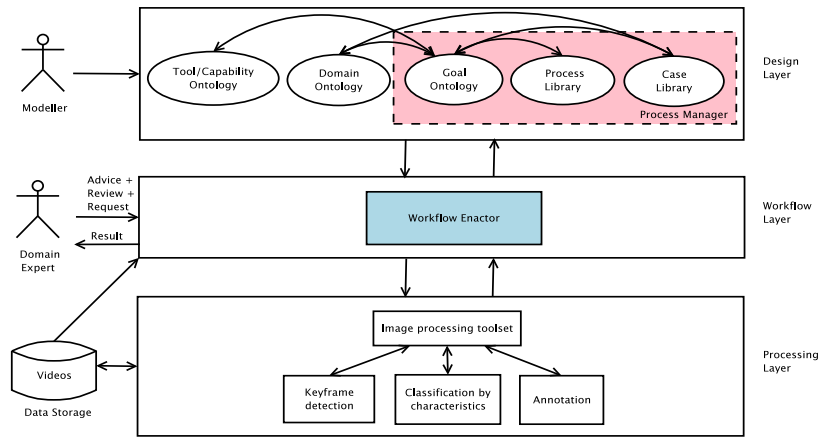 Modeller
Tool/Capability
Ontology
Domain
Ontology
Goal
Ontology
Process
Library
Case
Library
Process Manager
Design
Layer
Advice +
Review +
Request
Result
Domain
Expert
Workflow Enactor
Workflow
Layer
Videos
Data Storage
Image processing toolset
Keyframe
detection
Classification by
characteristics
Annotation
Processing
Layer